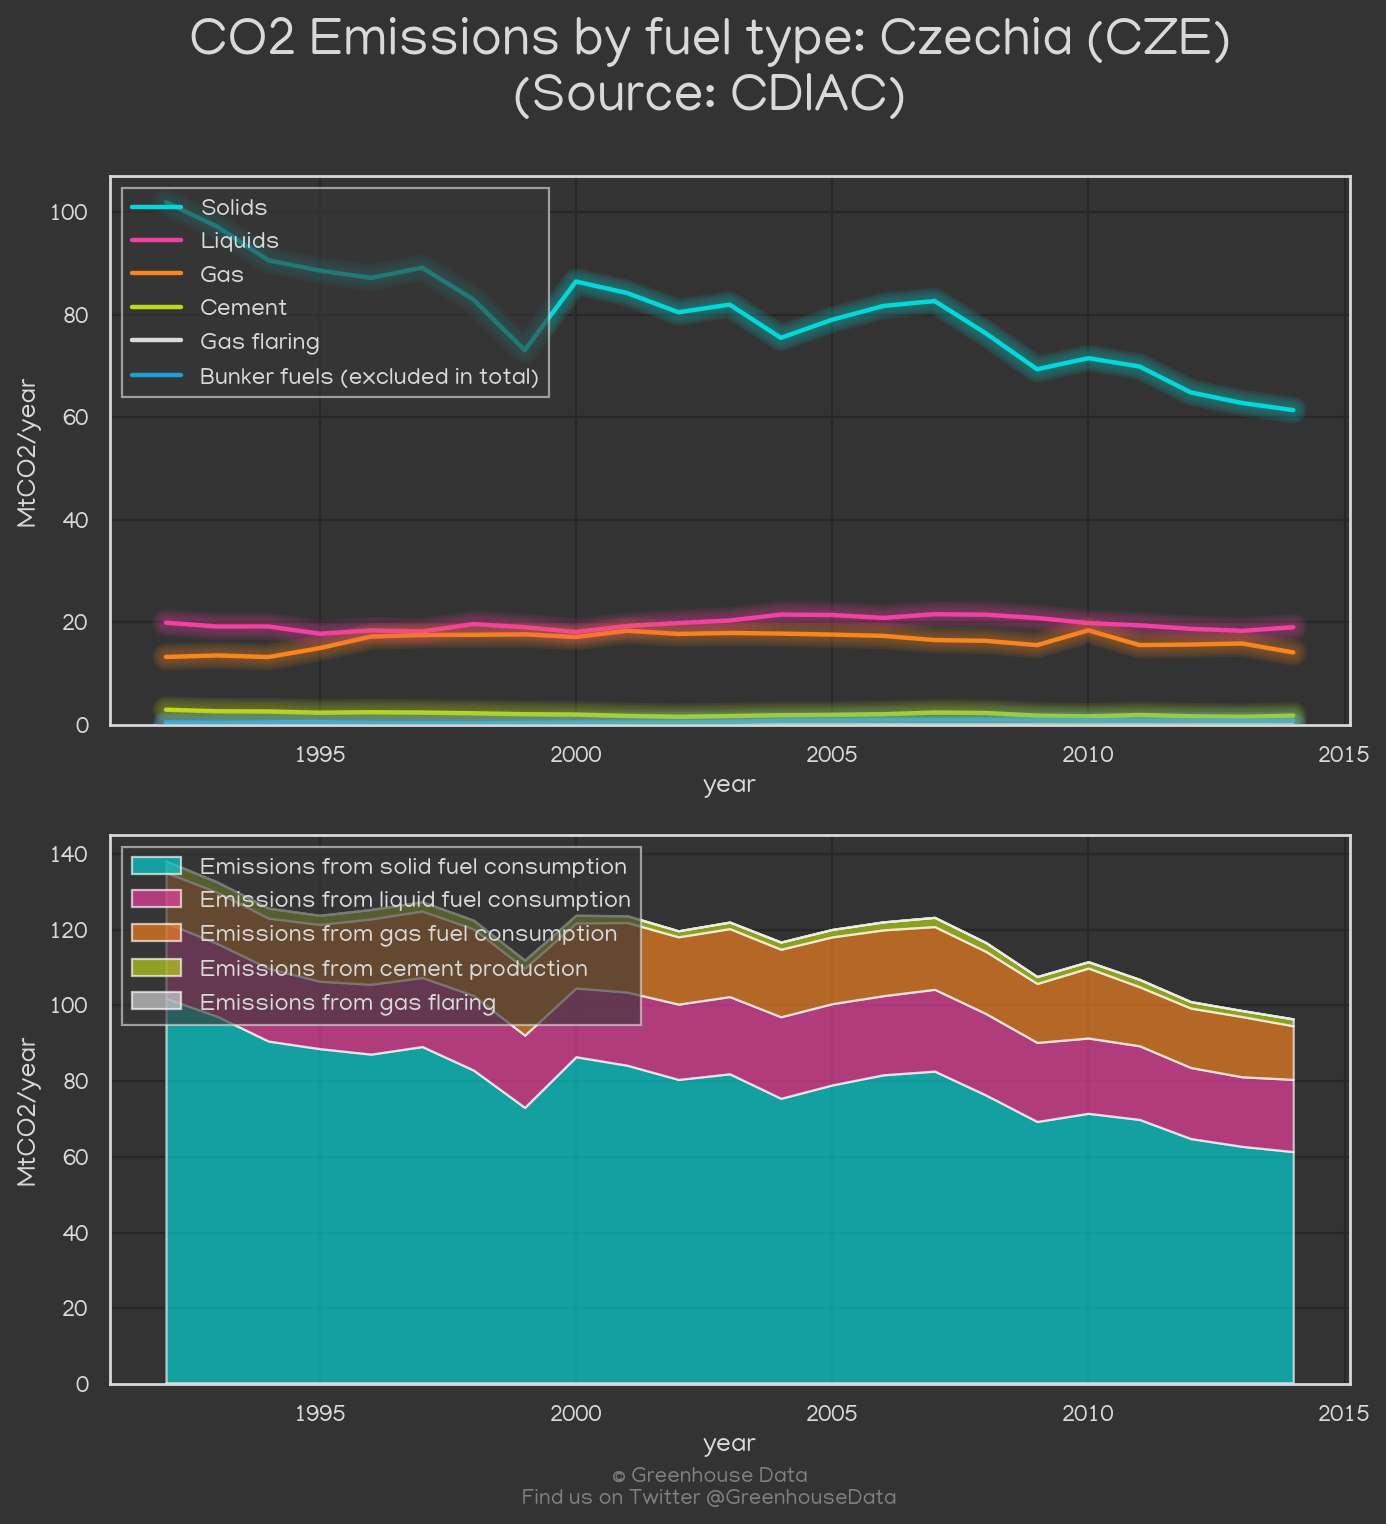 CO2 Emissions by fuel type: Czechia (CZE)
(Source: CDIAC)
Solids
Liquids
Gas
Cement
Gas flaring
Bunker fuels (excluded in total)
MtCO2/year
100
80
60
40
20
0
1995 2000 2005 2010 2015
year
Emissions from solid fuel consumption
Emissions from liquid fuel consumption
Emissions from gas fuel consumption
Emissions from cement production
Emissions from gas flaring
MtCO2/year
140
120
100
80
60
40
20
0
1995 2000 2005 2010 2015
year
© Greenhouse Data
Find us on Twitter @GreenhouseData